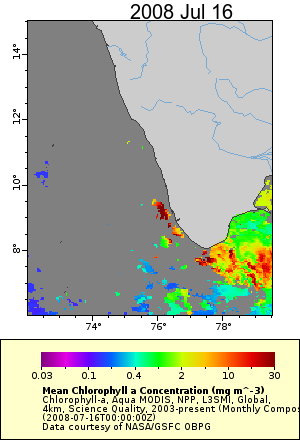 2008 Jul 16
15°
12°
10°
8°
74°
76°
78°
0.03
0.1
0.4
2
10
30
Mean Chlorophyll a Concentration (mg m^-3)
Chlorophyll-a, Aqua MODIS, NPP, L3SMI, Global,
4km, Science Quality, 2003-present (Monthly Compos
(2008-07-16T00:00:00Z)
Data courtesy of NASA/GSFC OBPG